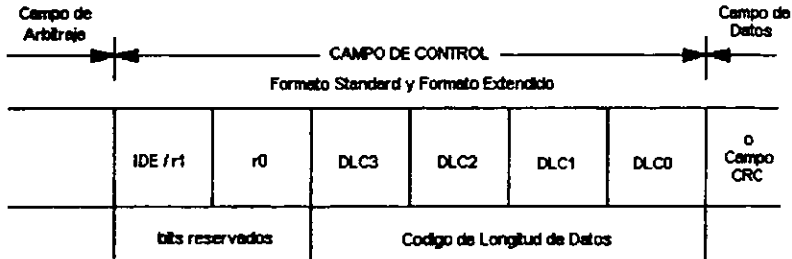 Campo de
Arbitraje
CAMPO DE CONTROL
Campo de
Datos
Formato Standard y Formato Extendicio
IDE / r1
r0
DLC3
DLC2
DLC1
DLC0
o
Campo
CRC
bits reservados
Codigo de Longitud de Datos